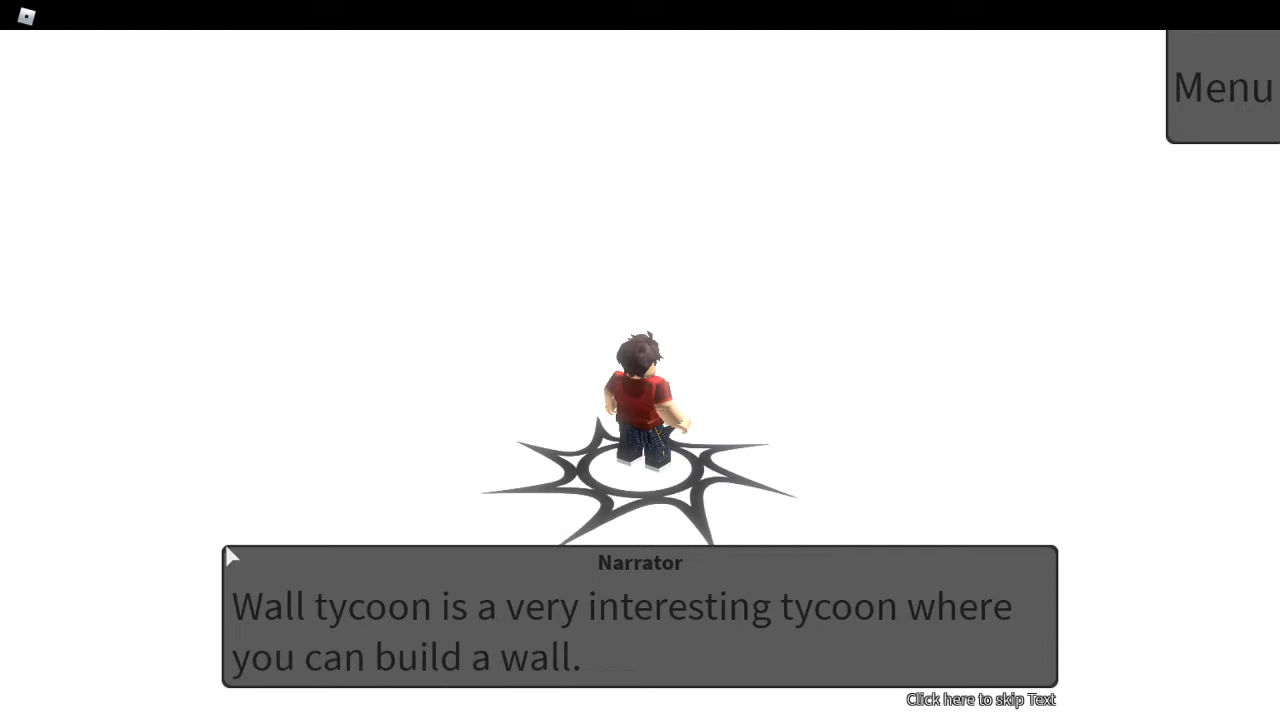 Menu
Narrator
Wall tycoon is a very interesting tycoon where
you can build a wall.
Click here to skip Text